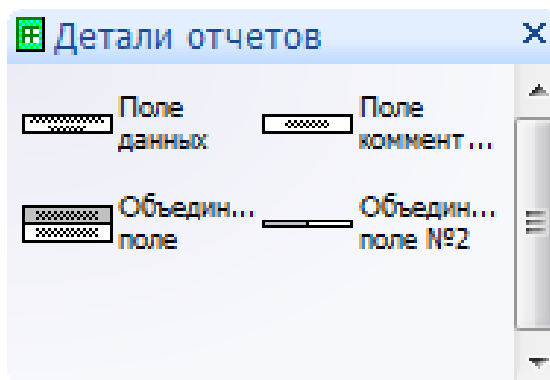 Детали отчетов
Поле
данных
Поле
коммент...
Объедин...
поле
Объедин...
поле №2